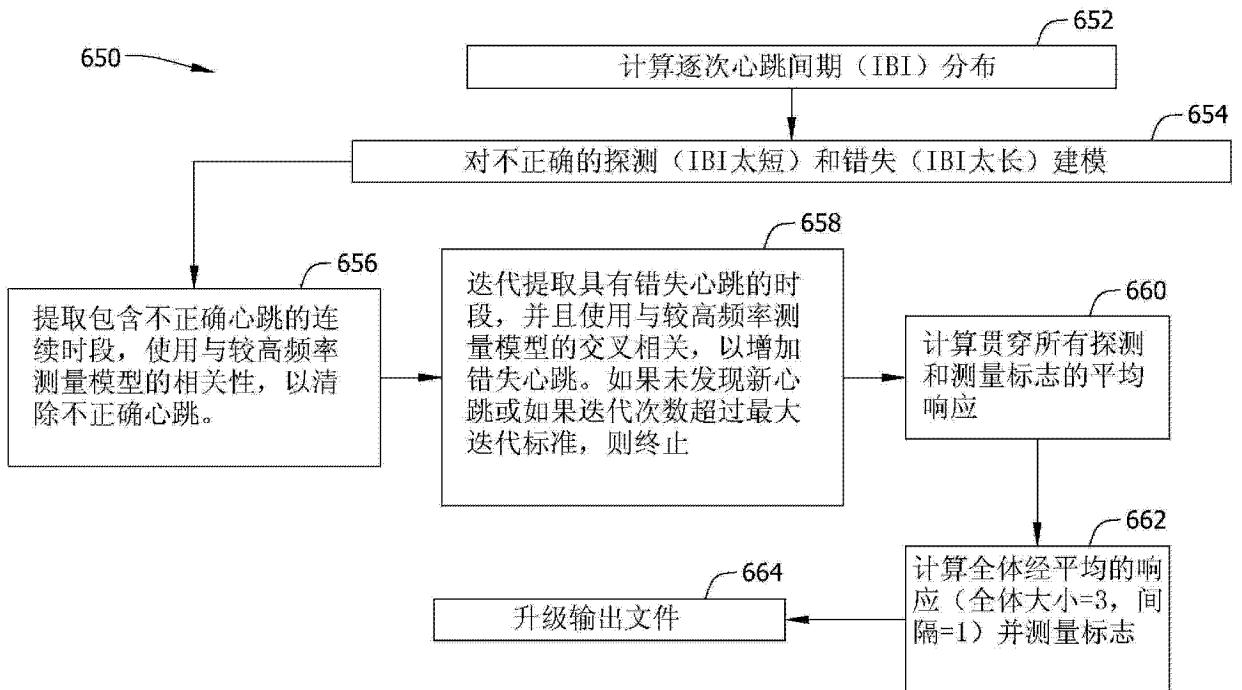 650
652
计算逐次心跳间期（IBI）分布
654
对不正确的探测（IBI太短）和错失（IBI太长）建模
656
提取包含不正确心跳的连
续时段，使用与较高频率
测量模型的相关性，以清
除不正确心跳。
658
迭代提取具有错失心跳的时
段，并且使用与较高频率测
量模型的交叉相关，以增加
错失心跳。如果未发现新心
跳或如果迭代次数超过最大
迭代标准，则终止
660
计算贯穿所有探测
和测量标志的平均
响应
662
计算全体经平均的响
应（全体大小=3，间
隔=1）并测量标志
664
升级输出文件